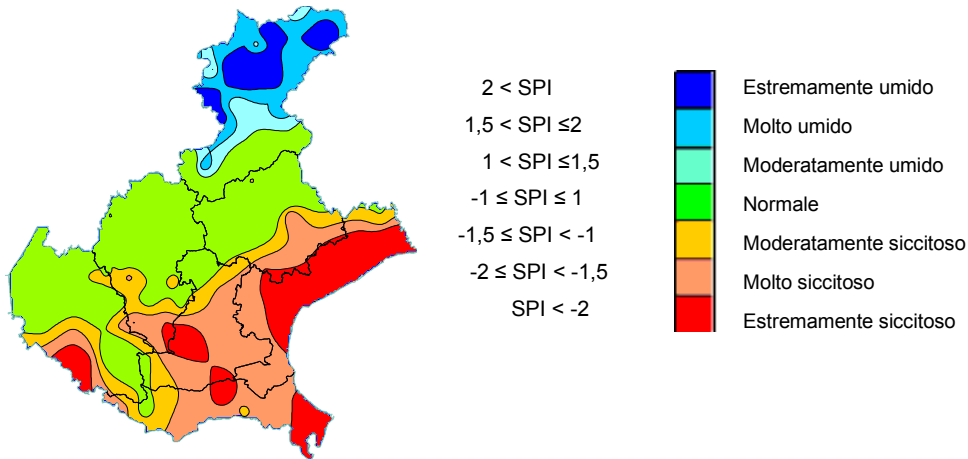 2 < SPI Estremamente umido
1,5 < SPI ≤2 Molto umido
1 < SPI ≤1,5 Moderatamente umido
-1 ≤ SPI ≤ 1 Normale
-1,5 ≤ SPI < -1 Moderatamente siccitoso
-2 ≤ SPI < -1,5 Molto siccitoso
SPI < -2 Estremamente siccitoso